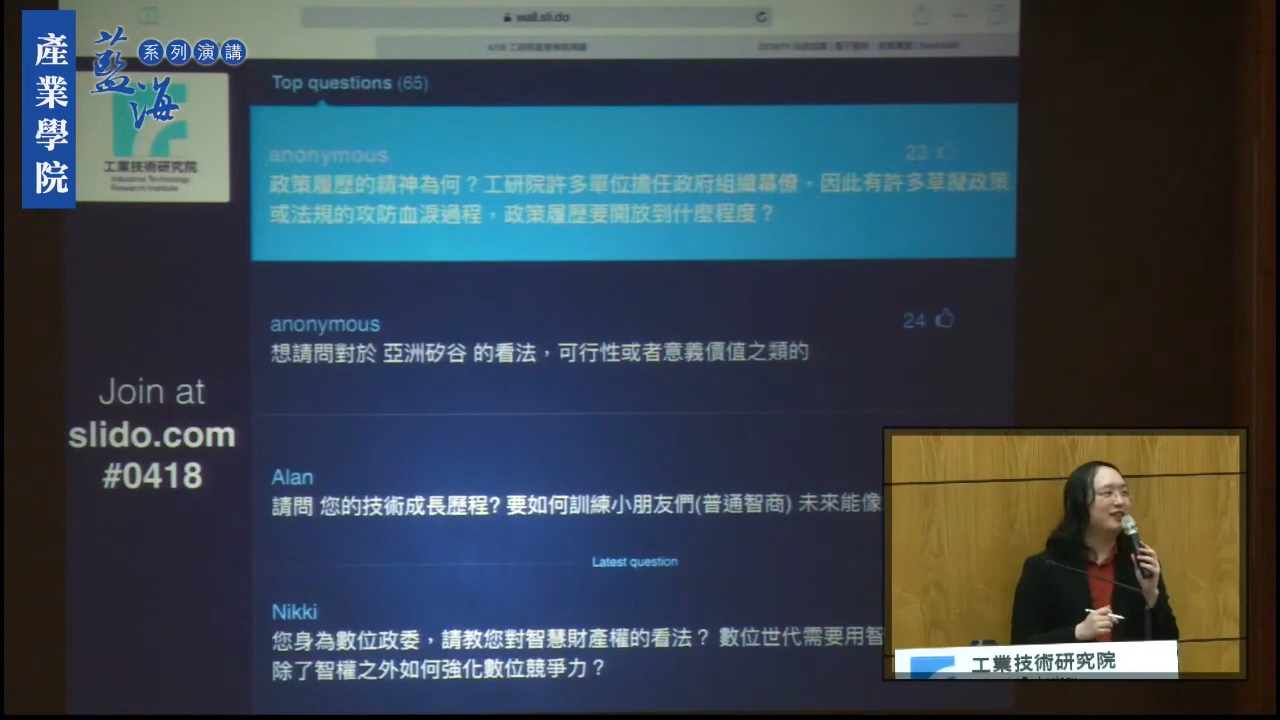 產業學院
藍海
系列演講
wall.sli.do
工業技術研究院
Industrial Technology
Research Institute
Top questions (65)
anonymous
23
政策履歷的精神為何？工研院許多單位擔任政府組織幕僚，因此有許多草擬政策
或法規的攻防血淚過程，政策履歷要開放到什麼程度？
anonymous
24
想請問對於 亞洲矽谷 的看法，可行性或者意義價值之類的
Join at
slido.com
#0418
Alan
請問 您的技術成長歷程? 要如何訓練小朋友們(普通智商) 未來能像
Latest question
Nikki
您身為數位政委，請教您對智慧財產權的看法？ 數位世代需要用智
除了智權之外如何強化數位競爭力？
工業技術研究院